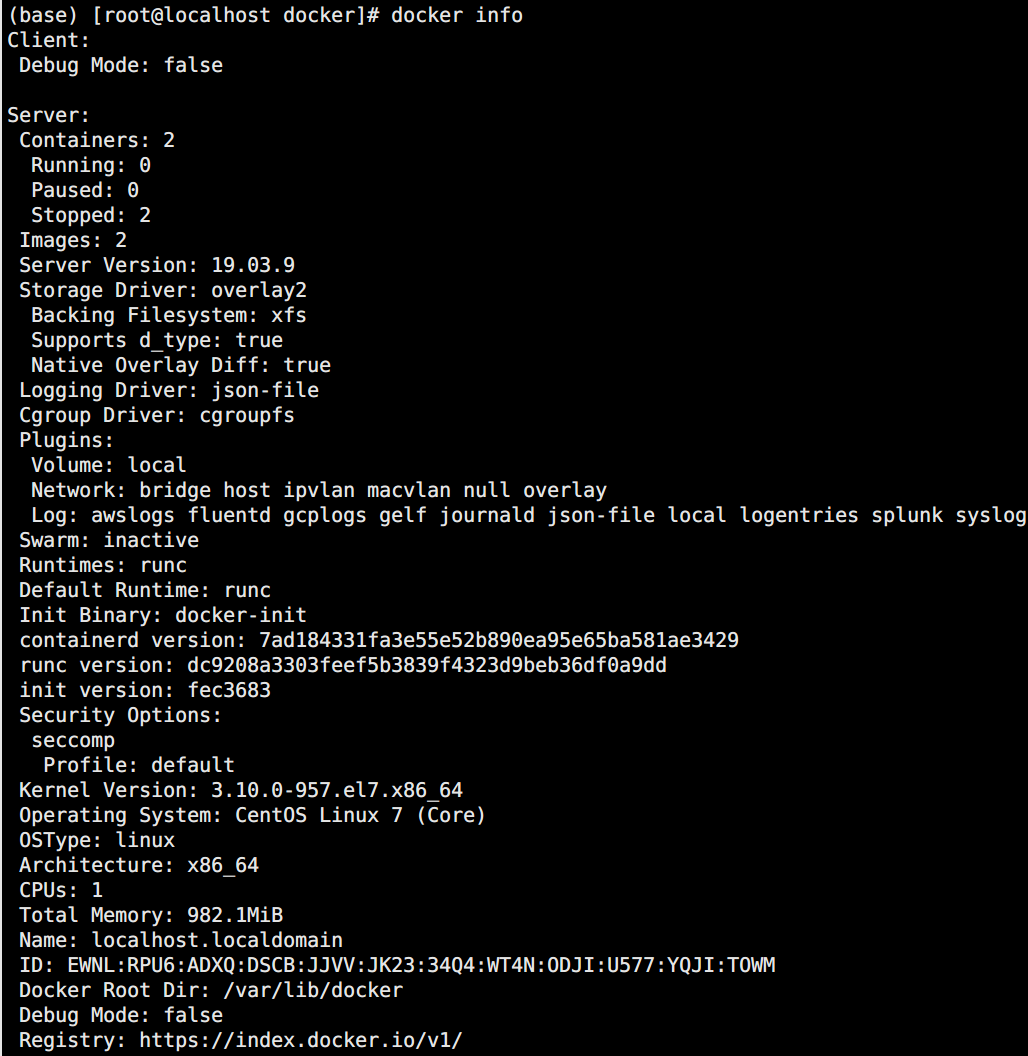 (base) [root@localhost docker]# docker info
Client:
 Debug Mode: false

Server:
 Containers: 2
  Running: 0
  Paused: 0
  Stopped: 2
 Images: 2
 Server Version: 19.03.9
 Storage Driver: overlay2
  Backing Filesystem: xfs
  Supports d_type: true
  Native Overlay Diff: true
 Logging Driver: json-file
 Cgroup Driver: cgroupfs
 Plugins:
  Volume: local
  Network: bridge host ipvlan macvlan null overlay
  Log: awslogs fluentd gcplogs gelf journald json-file local logentries splunk syslog
 Swarm: inactive
 Runtimes: runc
 Default Runtime: runc
 Init Binary: docker-init
 containerd version: 7ad184331fa3e55e52b890ea95e65ba581ae3429
 runc version: dc9208a3303feef5b3839f4323d9beb36df0a9dd
 init version: fec3683
 Security Options:
  seccomp
   Profile: default
 Kernel Version: 3.10.0-957.el7.x86_64
 Operating System: CentOS Linux 7 (Core)
 OSType: linux
 Architecture: x86_64
 CPUs: 1
 Total Memory: 982.1MiB
 Name: localhost.localdomain
 ID: EWNL:RPU6:ADXQ:DSCB:JJVV:JK23:34Q4:WT4N:ODJI:U577:YQJI:TOWM
 Docker Root Dir: /var/lib/docker
 Debug Mode: false
 Registry: https://index.docker.io/v1/